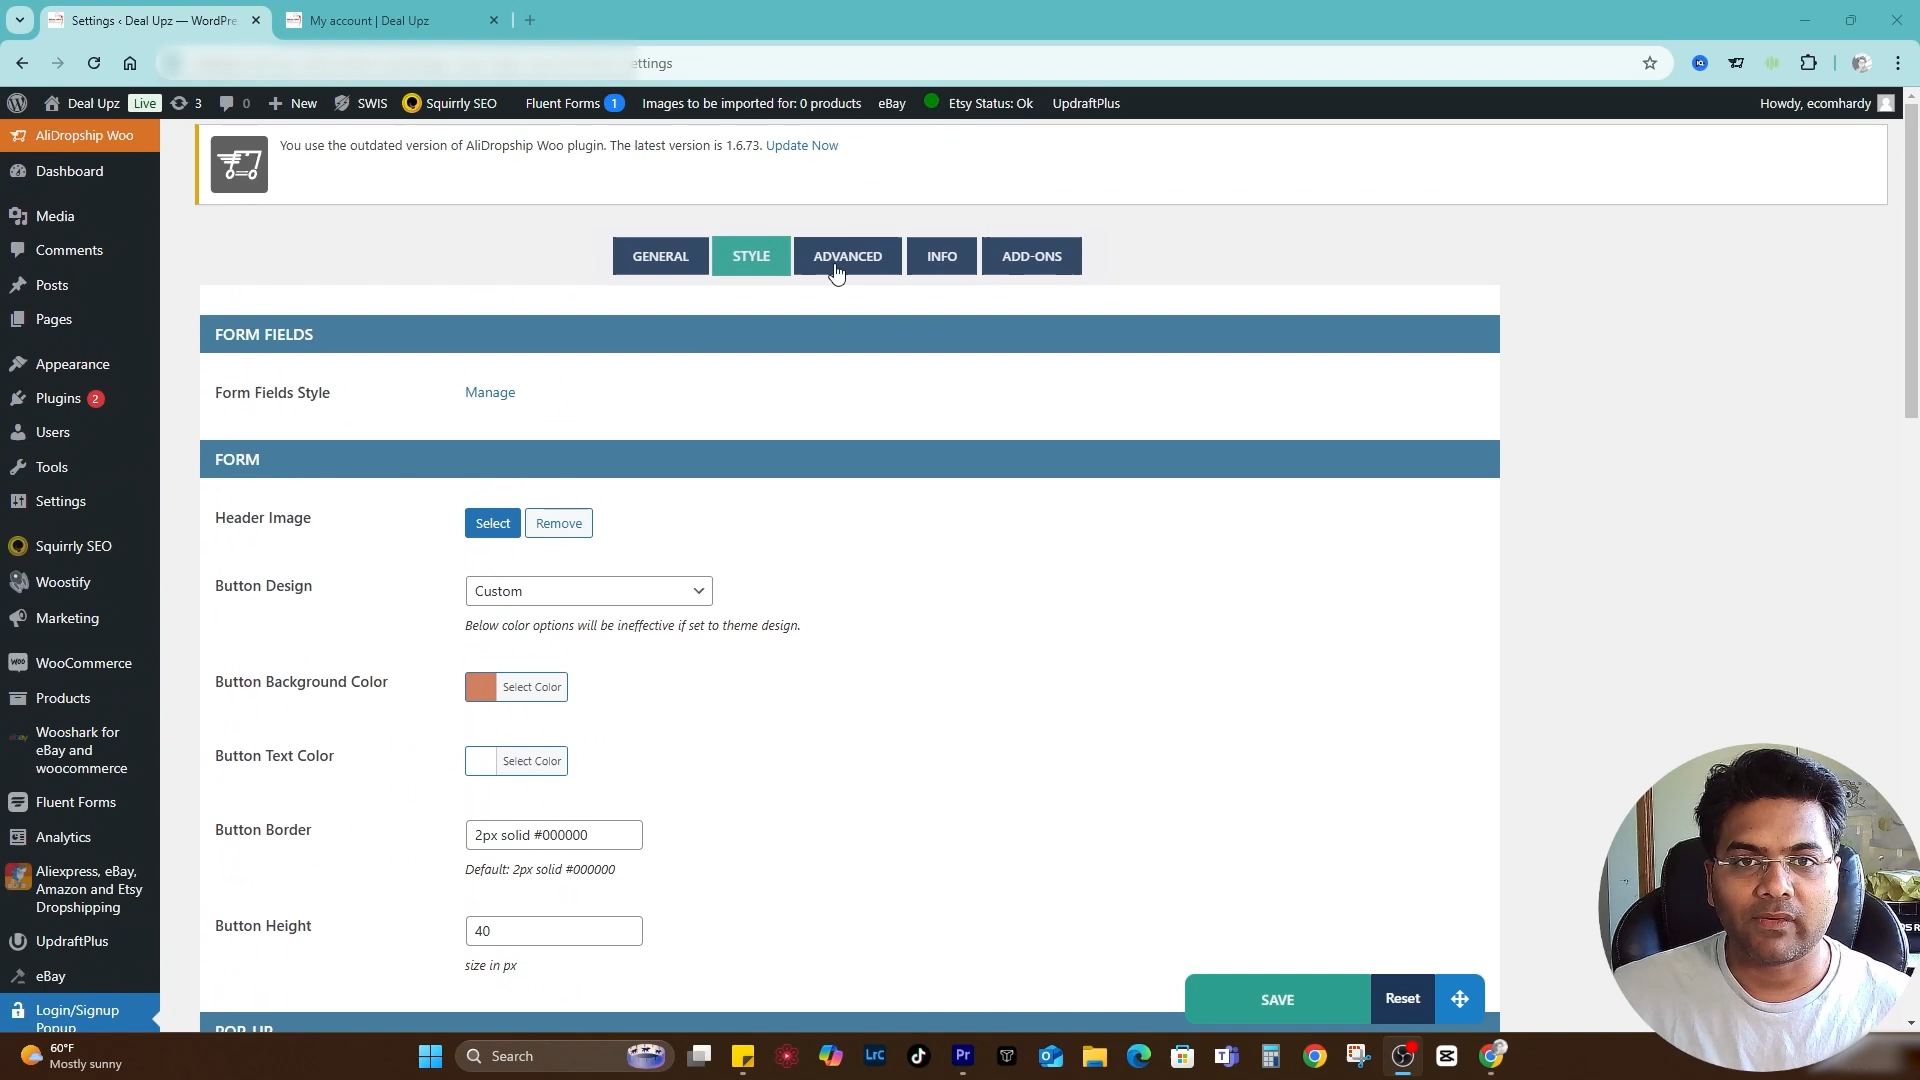 Settings ‹ Deal Upz — WordPre
My account | Deal Upz
ettings
Deal Upz
Live
3
0
New
SWIS
Squirrly SEO
Fluent Forms
1
Images to be imported for: 0 products
eBay
Etsy Status: Ok
UpdraftPlus
Howdy, ecomhardy
AliDropship Woo
Dashboard
Media
Comments
Posts
Pages
Appearance
Plugins
2
Users
Tools
Settings
Squirrly SEO
Woostify
Marketing
WooCommerce
Products
Wooshark for
eBay and
woocommerce
Fluent Forms
Analytics
Aliexpress, eBay,
Amazon and Etsy
Dropshipping
UpdraftPlus
eBay
Login/Signup
Popup
You use the outdated version of AliDropship Woo plugin. The latest version is 1.6.73. Update Now
GENERAL
STYLE
ADVANCED
INFO
ADD-ONS
FORM FIELDS
Form Fields Style
Manage
FORM
Header Image
Select
Remove
Button Design
Custom
Below color options will be ineffective if set to theme design.
Button Background Color
Select Color
Button Text Color
Select Color
Button Border
2px solid #000000
Default: 2px solid #000000
Button Height
40
size in px
SAVE
Reset
POP-UP
60°F
Mostly sunny
Search
LrC
Pr